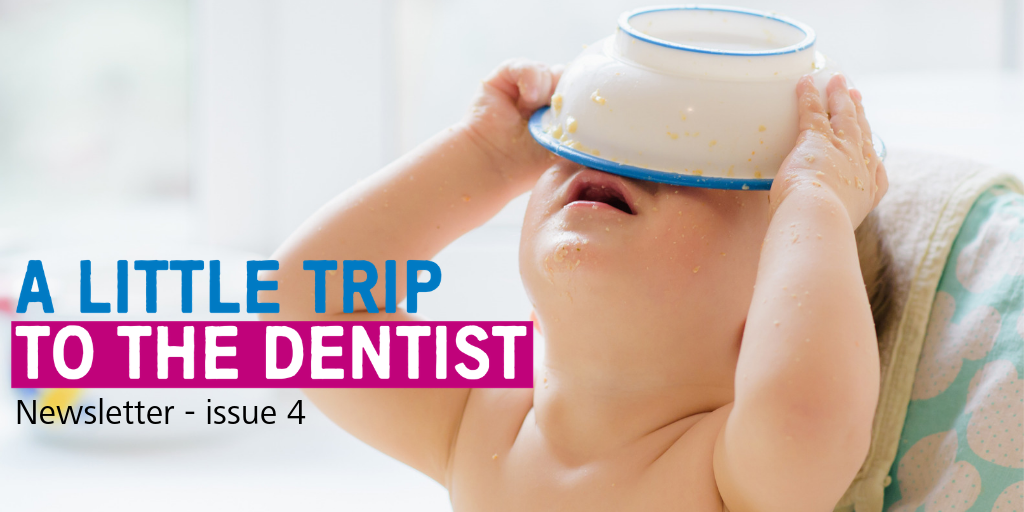 A LITTLE TRIP
TO THE DENTIST
Newsletter - issue 4